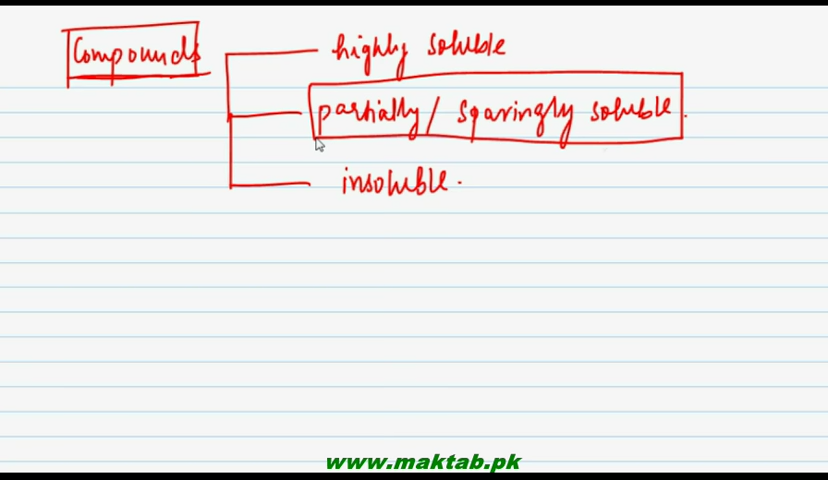 Compounds
highly soluble
partially / sparingly soluble.
insoluble.
www.maktab.pk